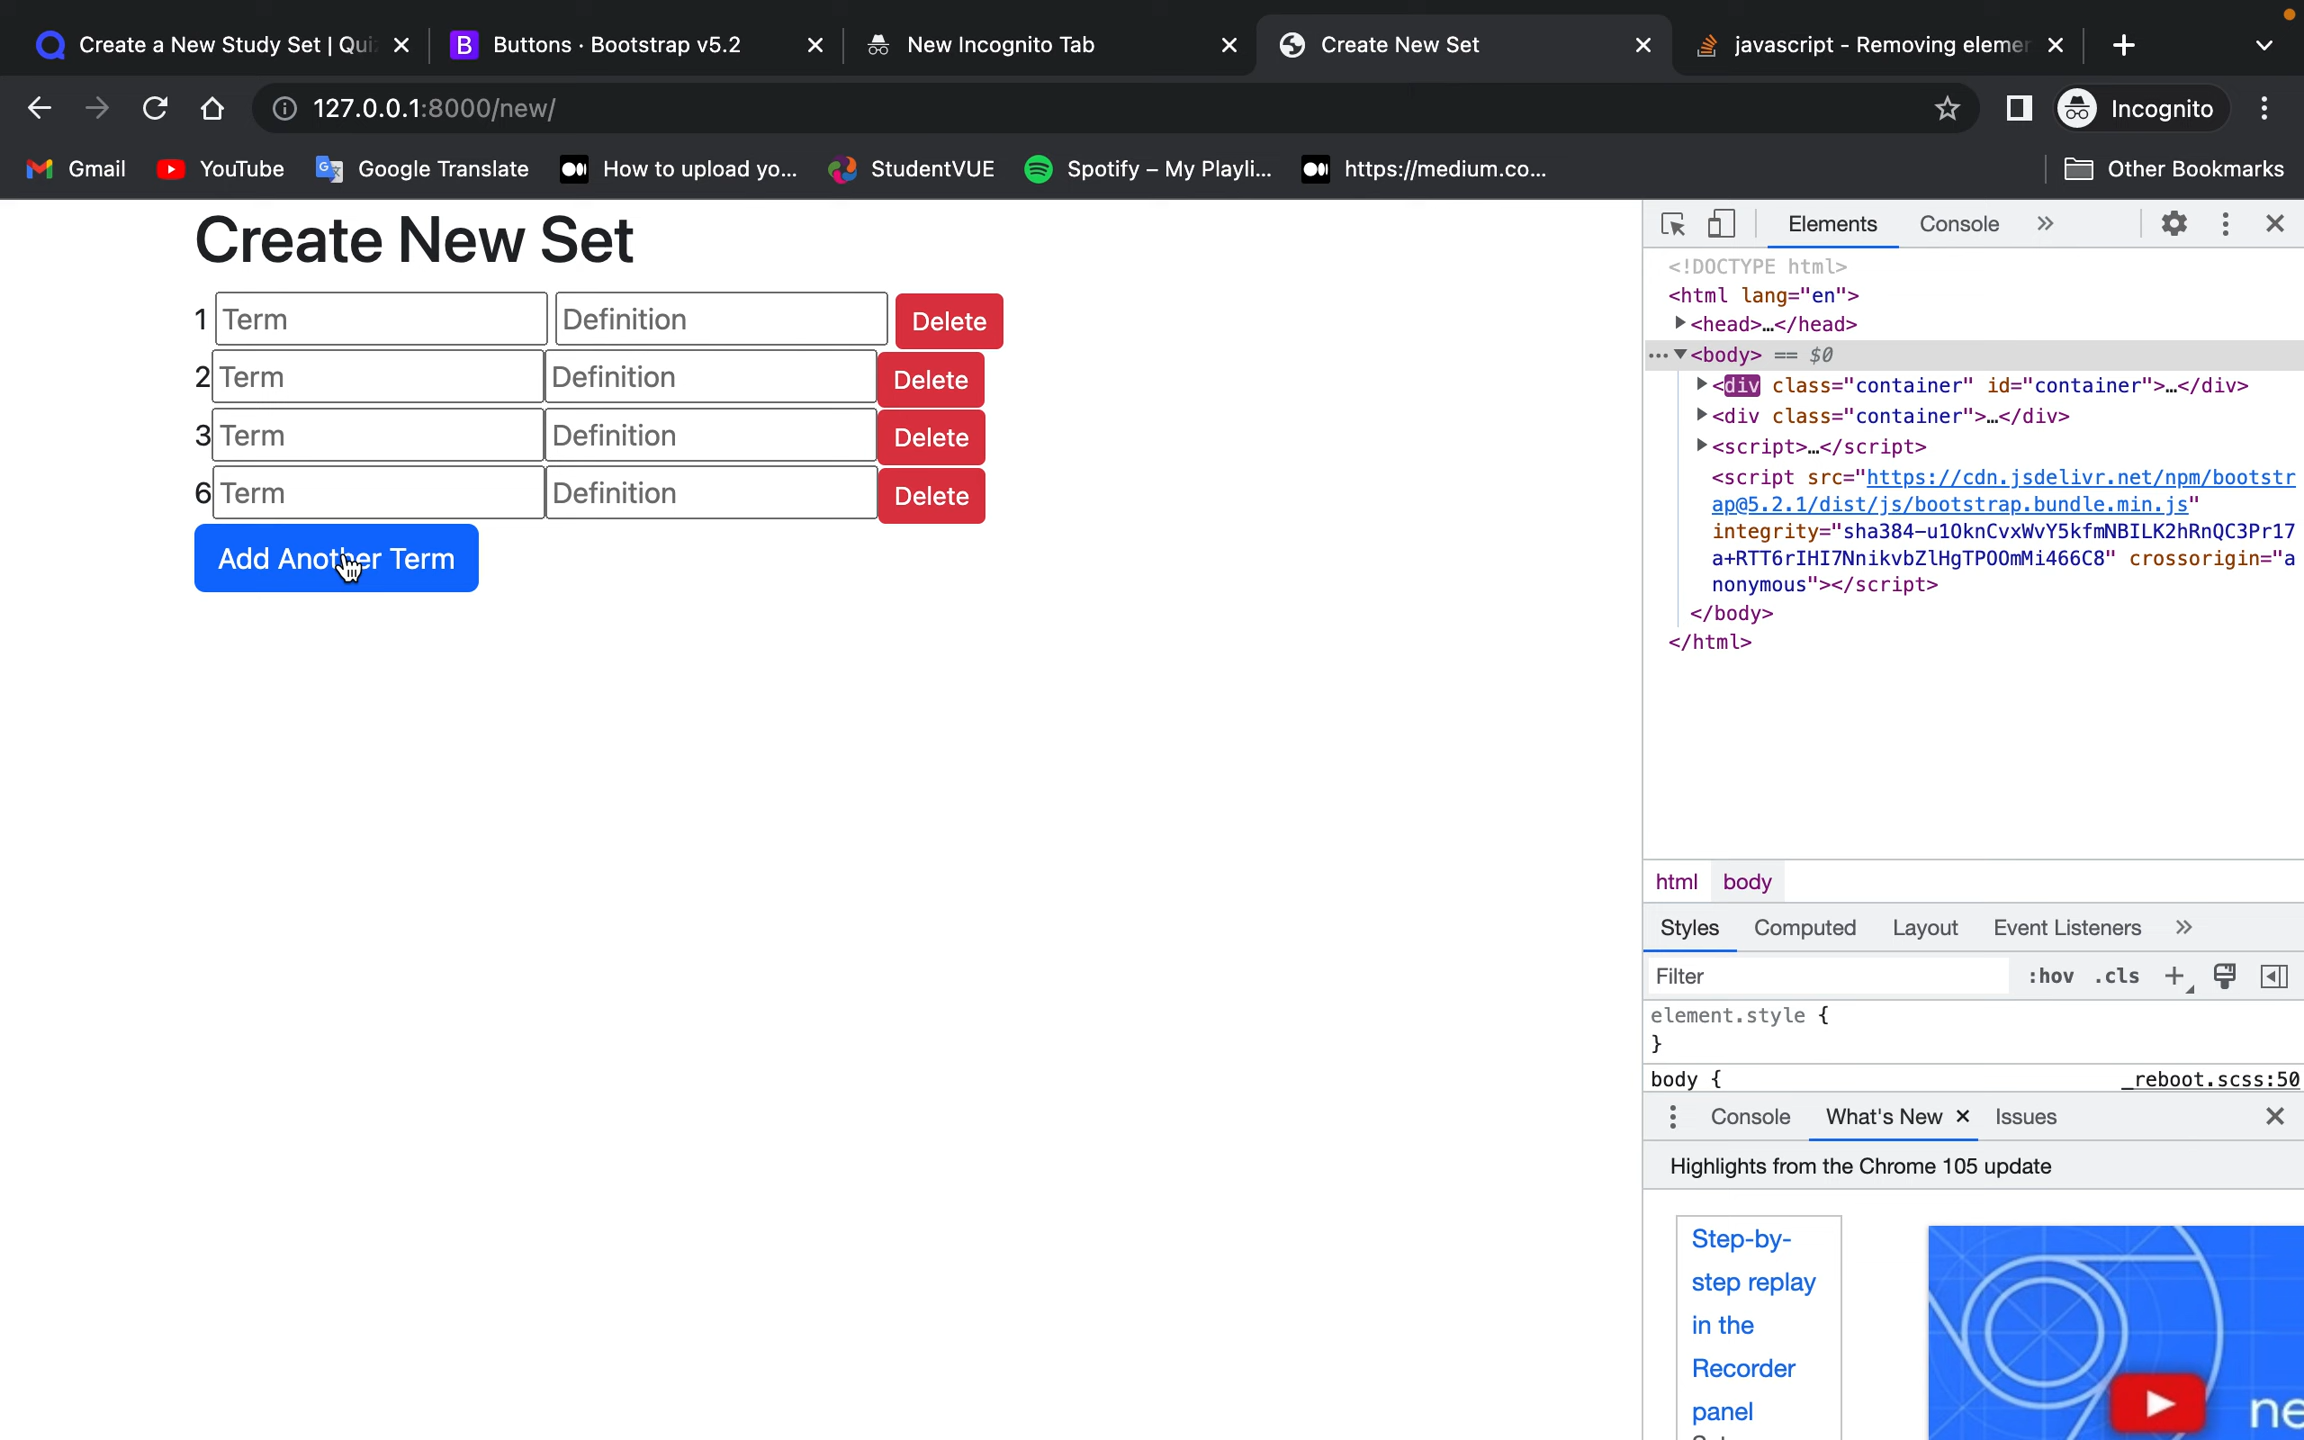 Create a New Study Set | Qui
Buttons · Bootstrap v5.2
New Incognito Tab
Create New Set
javascript - Removing elemer
127.0.0.1:8000/new/
Incognito
Gmail
YouTube
Google Translate
How to upload yo...
StudentVUE
Spotify – My Playli...
https://medium.co...
Other Bookmarks
Create New Set
1 Term Definition Delete
2 Term Definition Delete
3 Term Definition Delete
6 Term Definition Delete
Add Another Term
Elements Console »
<!DOCTYPE html>
<html lang="en">
<head>…</head>
<body> == $0
<div class="container" id="container">…</div>
<div class="container">…</div>
<script>…</script>
<script src="https://cdn.jsdelivr.net/npm/bootstr
ap@5.2.1/dist/js/bootstrap.bundle.min.js"
integrity="sha384-u1OknCvxWvY5kfmNBILK2hRnQC3Pr17
a+RTT6rIHI7NnikvbZlHgTPOOmMi466C8" crossorigin="a
nonymous"></script>
</body>
</html>
html body
Styles Computed Layout Event Listeners »
Filter :hov .cls
element.style {
}
body { _reboot.scss:50
Console What's New Issues
Highlights from the Chrome 105 update
Step-by-
step replay
in the
Recorder
panel
ne